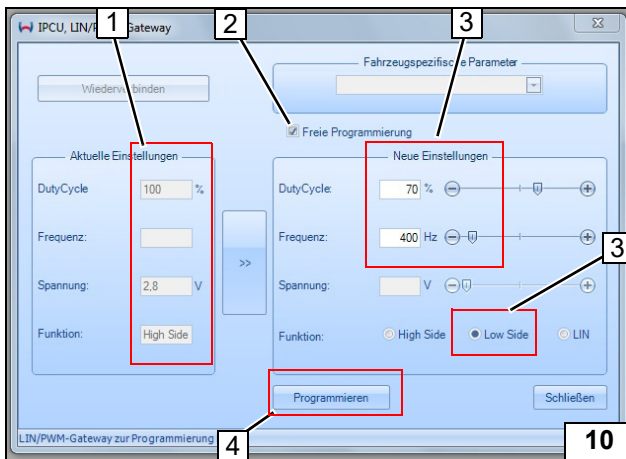 IPCU, LIN/P Gateway
1
2
3
Fahrzeugspezifische Parameter
Wiederverbinden
Freie Programmierung
Aktuelle Einstellungen
Neue Einstellungen
DutyCycle 100 %
DutyCycle: 70 %
Frequenz:
Frequenz: 400 Hz
>>
3
Spannung: 2,8 V
Spannung: V
Funktion: High Side
Funktion: High Side Low Side LIN
Programmieren
Schließen
4
LIN/PWM-Gateway zur Programmierung
10